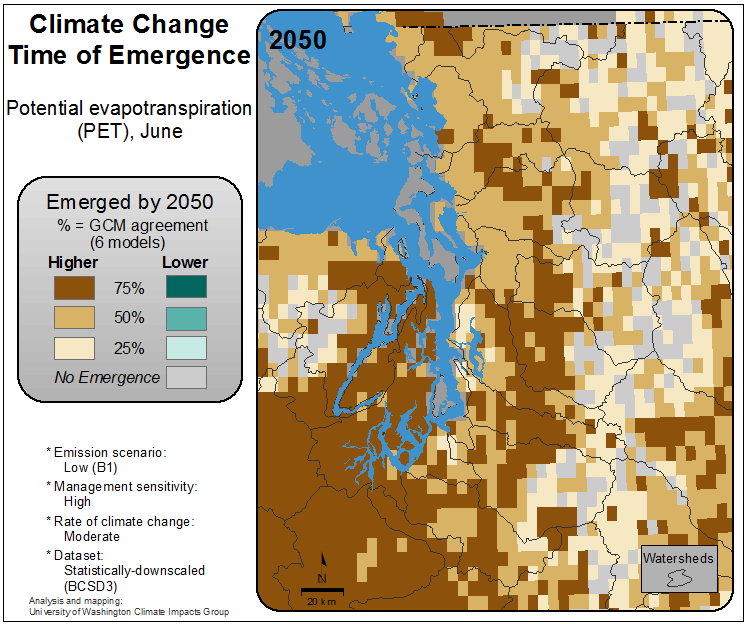 Climate Change
Time of Emergence
Potential evapotranspiration
(PET), June
Emerged by 2050
% = GCM agreement
(6 models)
Higher Lower
75%
50%
25%
No Emergence
* Emission scenario:
Low (B1)
* Management sensitivity:
High
* Rate of climate change:
Moderate
* Dataset:
Statistically-downscaled
(BCSD3)
Analysis and mapping:
University of Washington Climate Impacts Group
2050
N
20 km
Watersheds